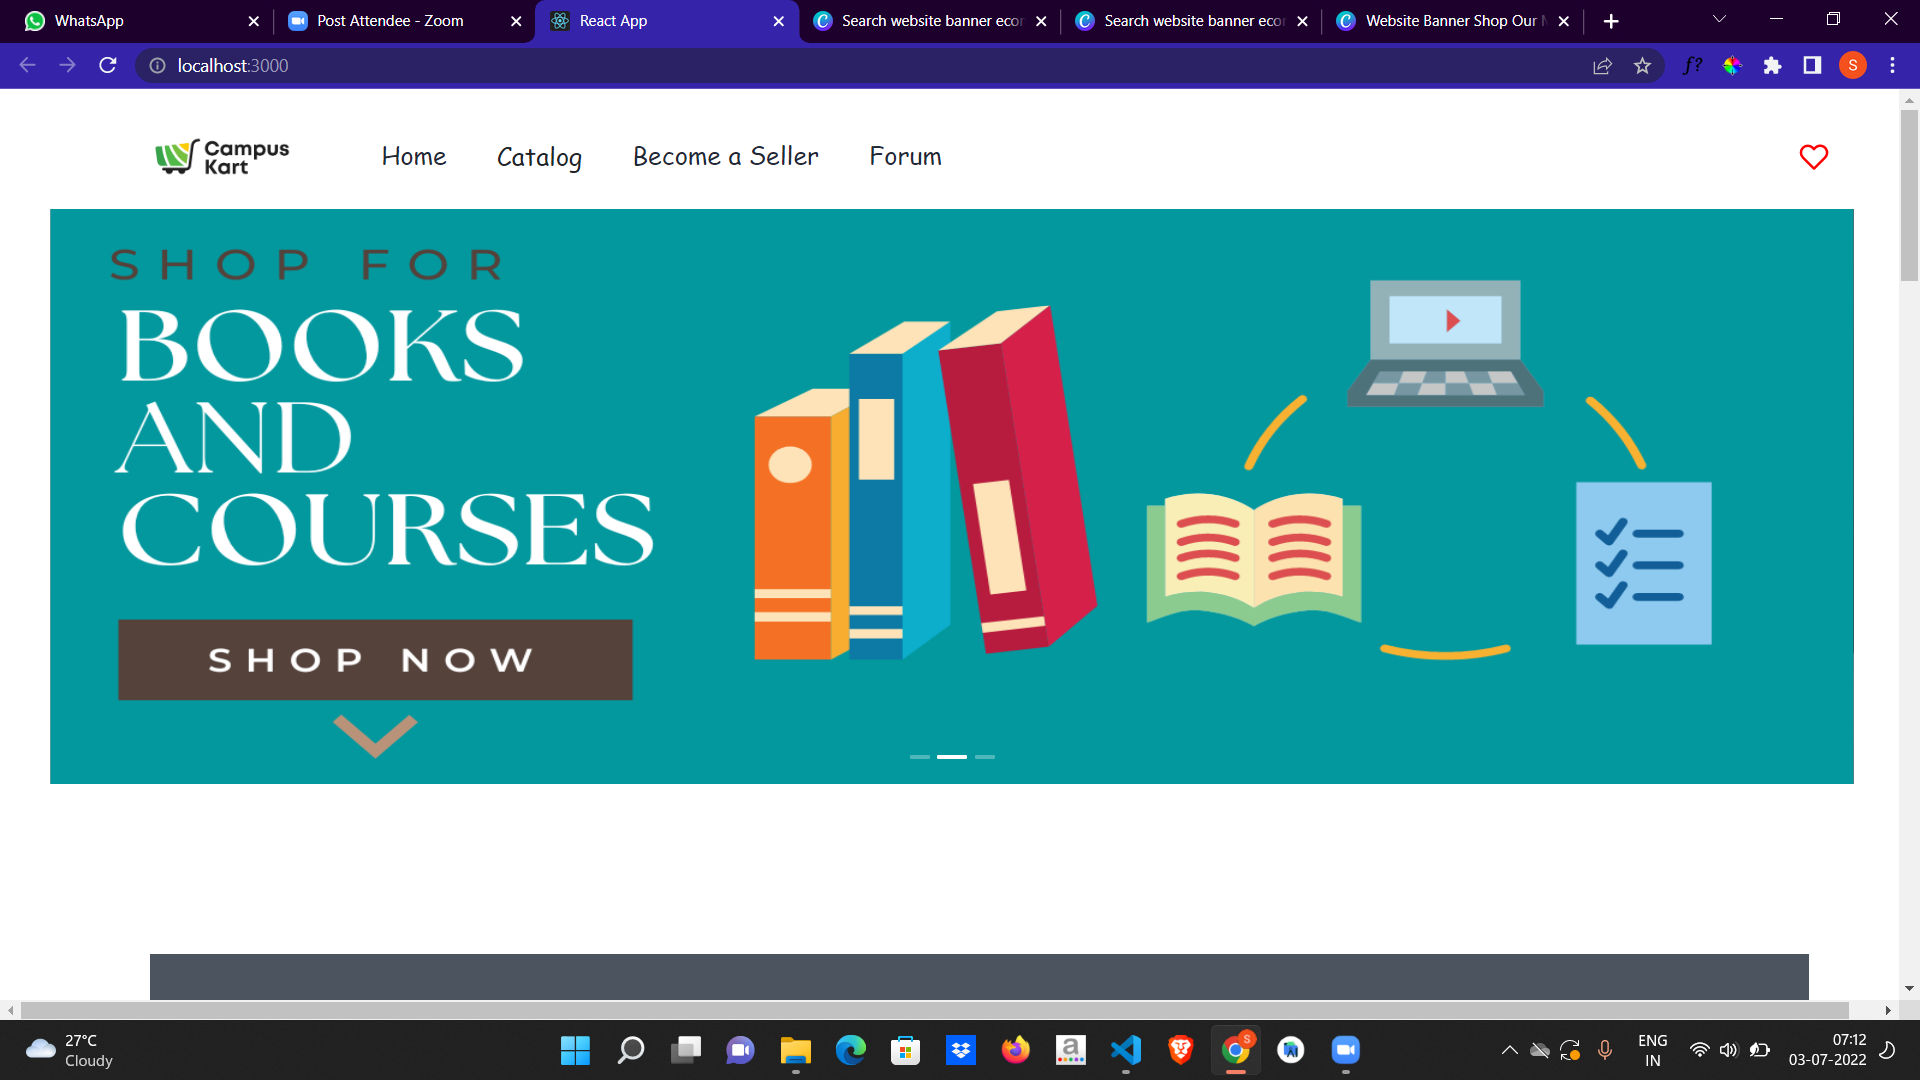 WhatsApp
Post Attendee - Zoom
React App
Search website banner ecor
Search website banner ecor
Website Banner Shop Our
localhost:3000
f?
S
Campus
Kart
Home
Catalog
Become a Seller
Forum
SHOP FOR
BOOKS
AND
COURSES
SHOP NOW
27°C
Cloudy
a
S
ENG
IN
07:12
03-07-2022